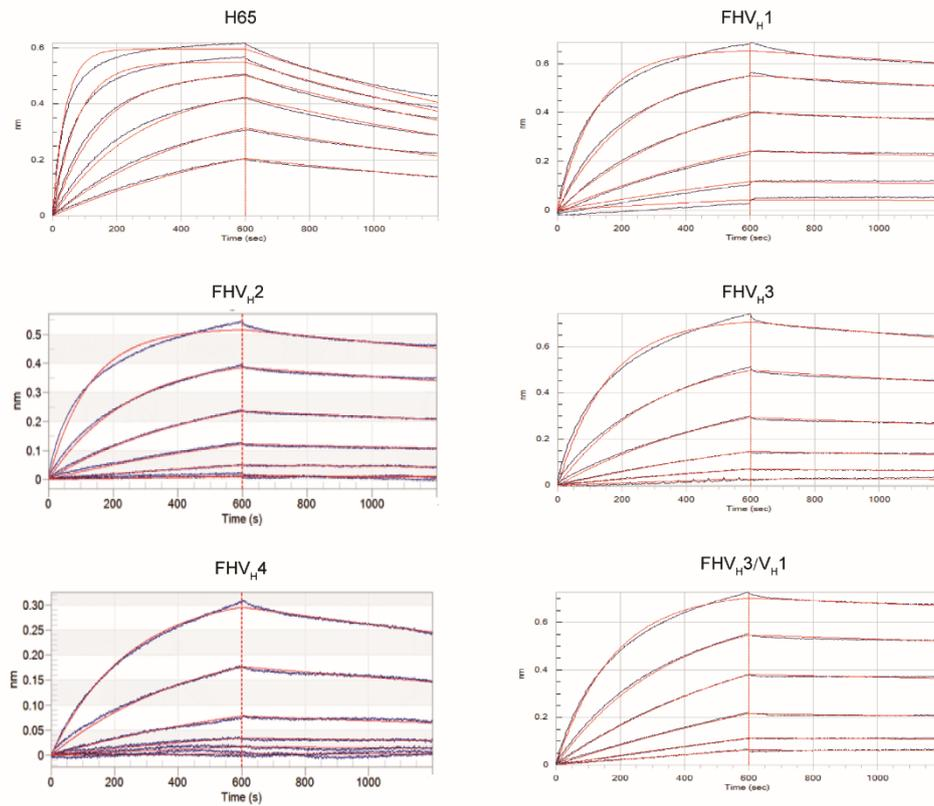 H65
0.6
0.4
0.2
0
nm
0 200 400 600 800 1000
Time (sec)
FHVH1
0.6
0.4
0.2
0
nm
0 200 400 600 800 1000
Time (sec)
FHVH2
0.5
0.4
0.3
0.2
0.1
0
nm
0 200 400 600 800 1000
Time (s)
FHVH3
0.6
0.4
0.2
0
nm
0 200 400 600 800 1000
Time (sec)
FHVH4
0.30
0.25
0.20
0.15
0.10
0.05
0
nm
0 200 400 600 800 1000
Time (s)
FHVH3/VH1
0.6
0.4
0.2
0
nm
0 200 400 600 800 1000
Time (sec)